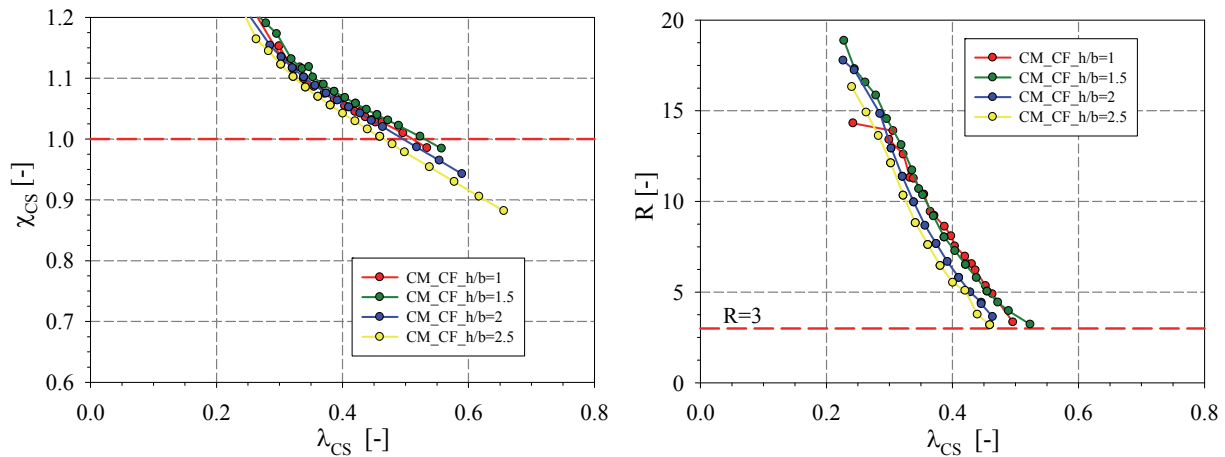 1.2
1.1
1.0
0.9
0.8
0.7
0.6
χCS [-]
CM_CF_h/b=1
CM_CF_h/b=1.5
CM_CF_h/b=2
CM_CF_h/b=2.5
0.0 0.2 0.4 0.6 0.8
λCS [-]
20
15
10
5
0
R [-]
CM_CF_h/b=1
CM_CF_h/b=1.5
CM_CF_h/b=2
CM_CF_h/b=2.5
R=3
0.0 0.2 0.4 0.6 0.8
λCS [-]